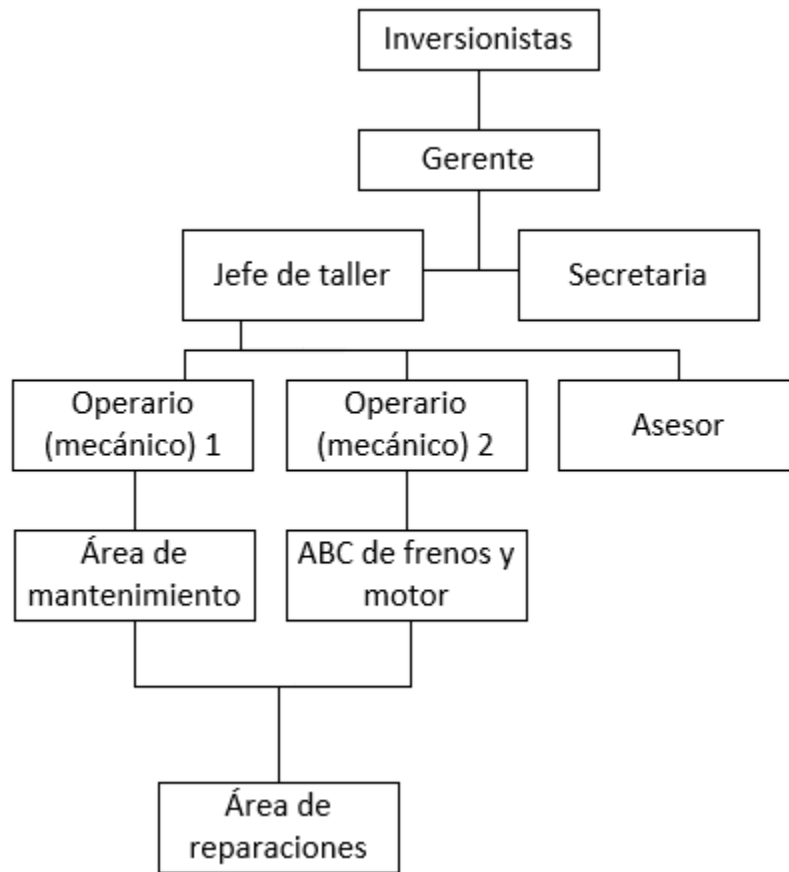 Inversionistas
Gerente
Jefe de taller
Secretaria
Operario
(mecánico) 1
Operario
(mecánico) 2
Asesor
Área de
mantenimiento
ABC de frenos y
motor
Área de
reparaciones